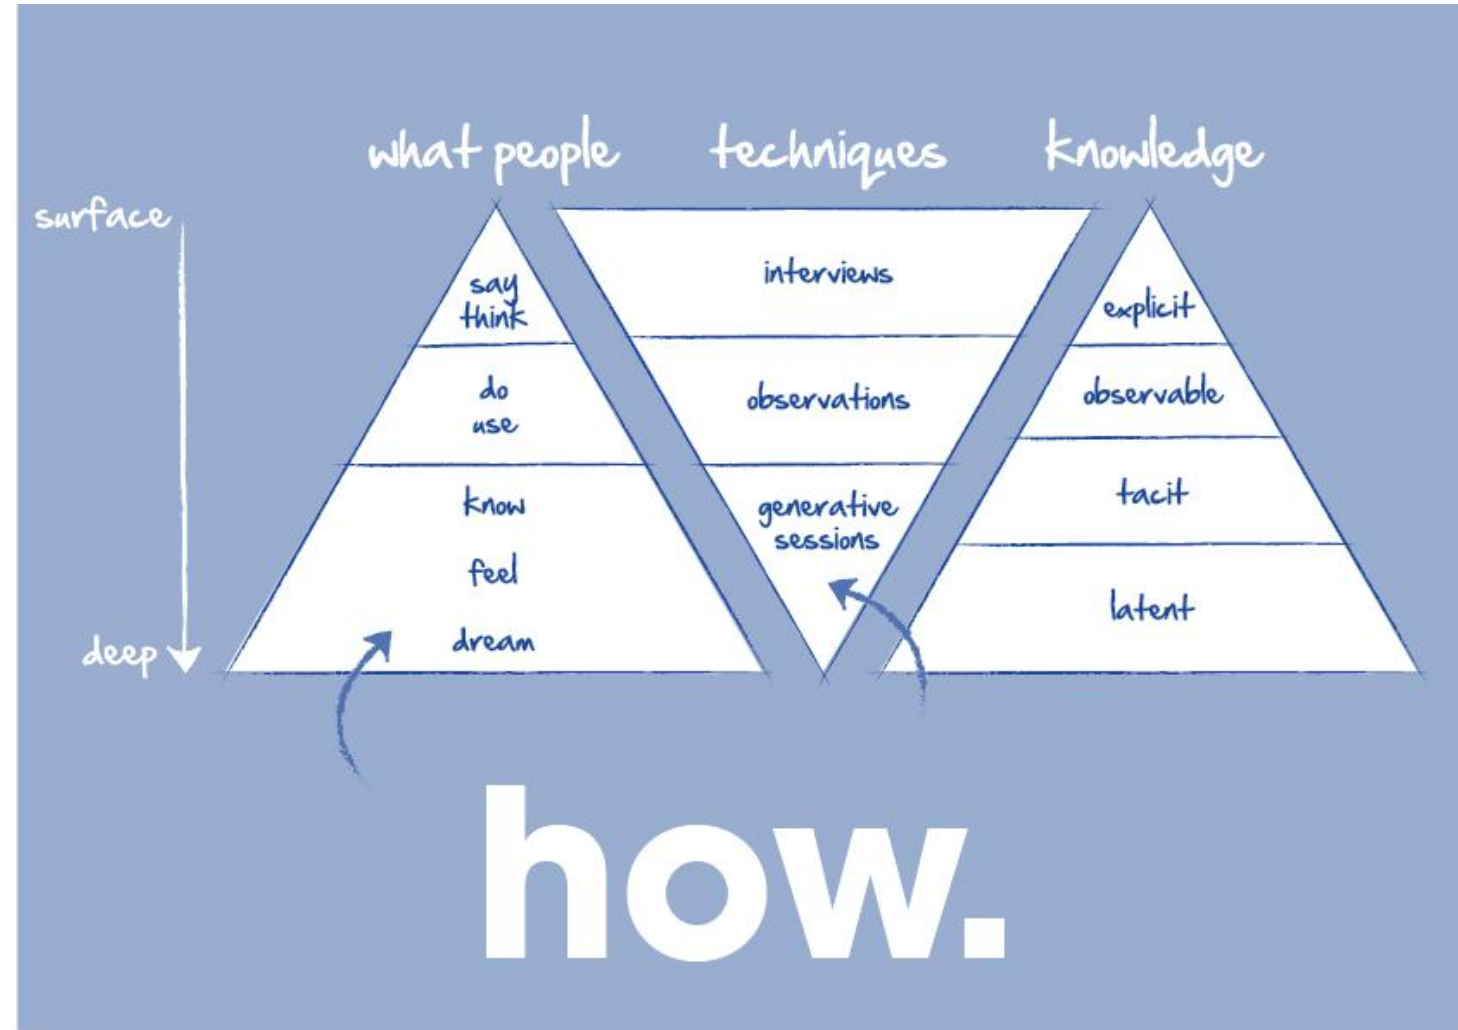 what people
techniques
knowledge
surface
deep
say
think
do
use
know
feel
dream
interviews
observations
generative
sessions
explicit
observable
tacit
latent
how.